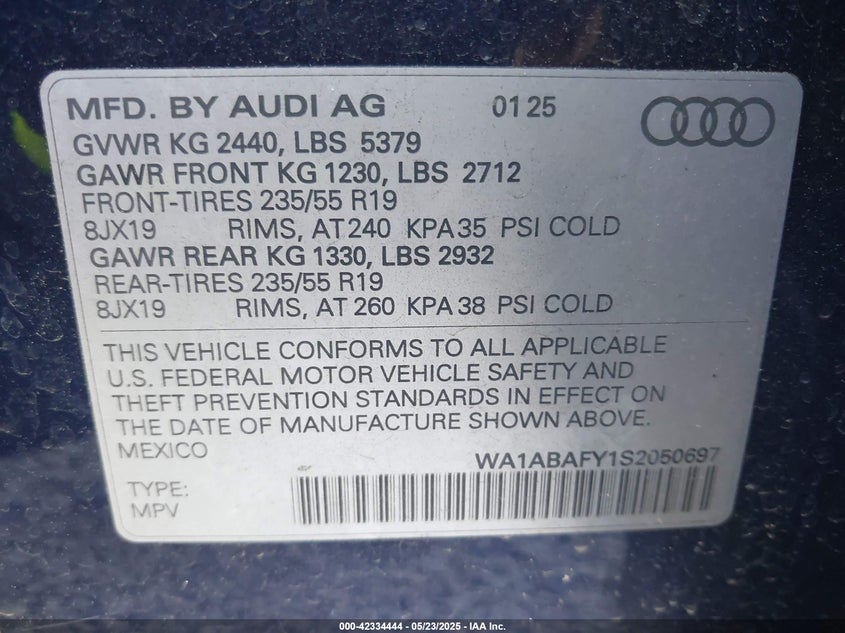 MFD. BY AUDI AG 01 25
GVWR KG 2440, LBS 5379
GAWR FRONT KG 1230, LBS 2712
FRONT-TIRES 235/55 R19
8JX19 RIMS, AT 240 KPA 35 PSI COLD
GAWR REAR KG 1330, LBS 2932
REAR-TIRES 235/55 R19
8JX19 RIMS, AT 260 KPA 38 PSI COLD
THIS VEHICLE CONFORMS TO ALL APPLICABLE
U.S. FEDERAL MOTOR VEHICLE SAFETY AND
THEFT PREVENTION STANDARDS IN EFFECT ON
THE DATE OF MANUFACTURE SHOWN ABOVE.
MEXICO
WA1ABAFY1S2050697
TYPE:
MPV
000-42334444 - 05/23/2025 - IAA Inc.